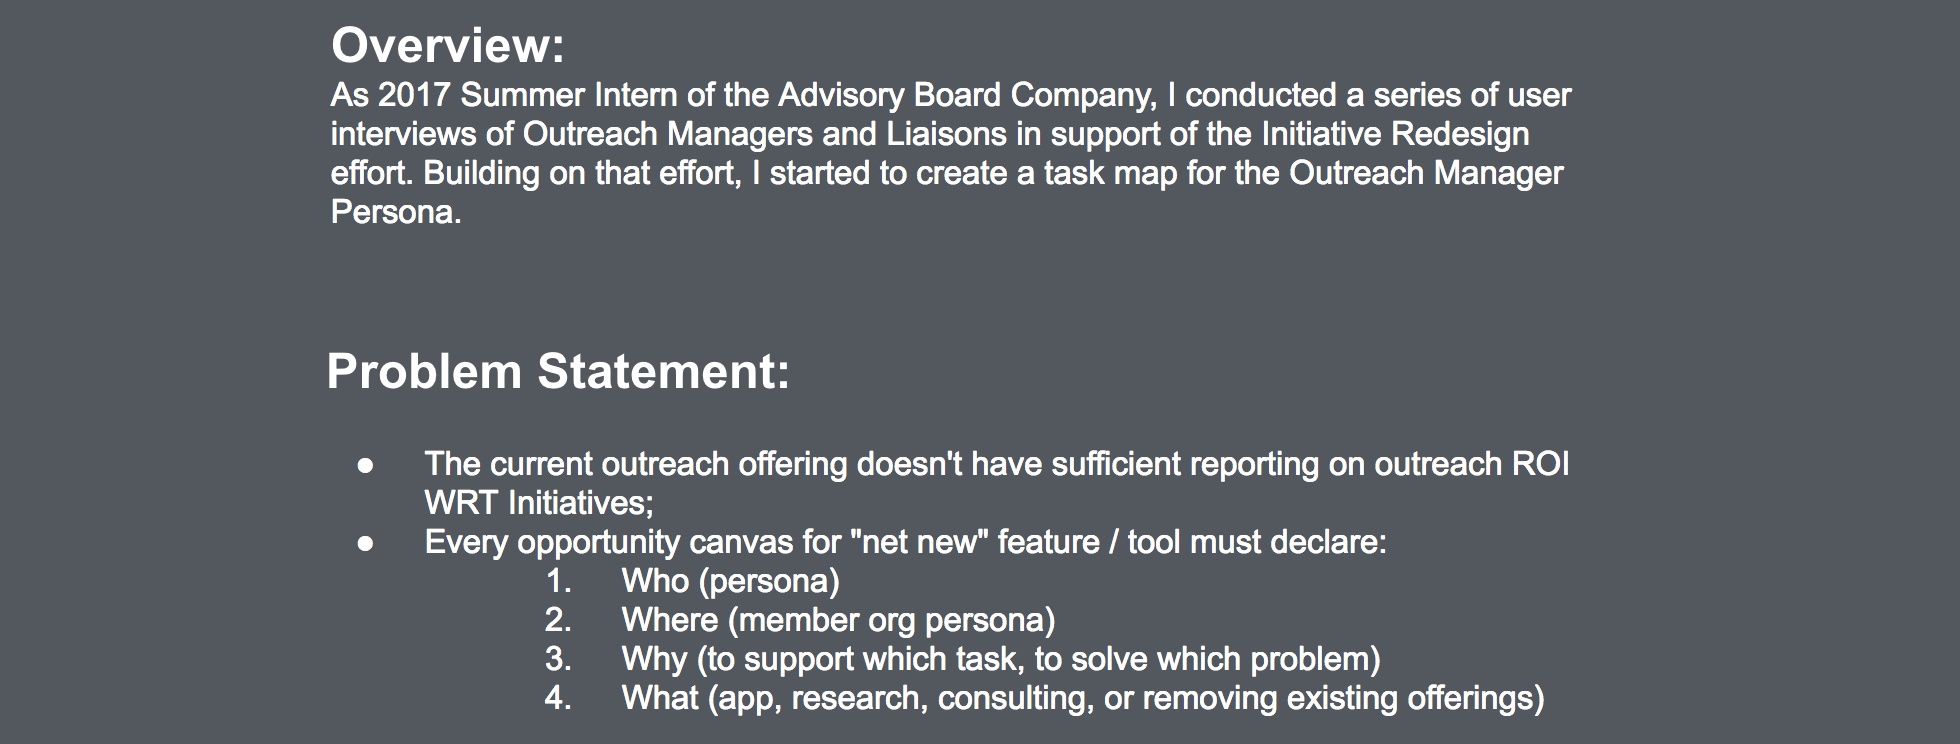 Overview:
As 2017 Summer Intern of the Advisory Board Company, I conducted a series of user
interviews of Outreach Managers and Liaisons in support of the Initiative Redesign
effort. Building on that effort, I started to create a task map for the Outreach Manager
Persona.
Problem Statement:
● The current outreach offering doesn't have sufficient reporting on outreach ROI
WRT Initiatives;
● Every opportunity canvas for "net new" feature / tool must declare:
1. Who (persona)
2. Where (member org persona)
3. Why (to support which task, to solve which problem)
4. What (app, research, consulting, or removing existing offerings)